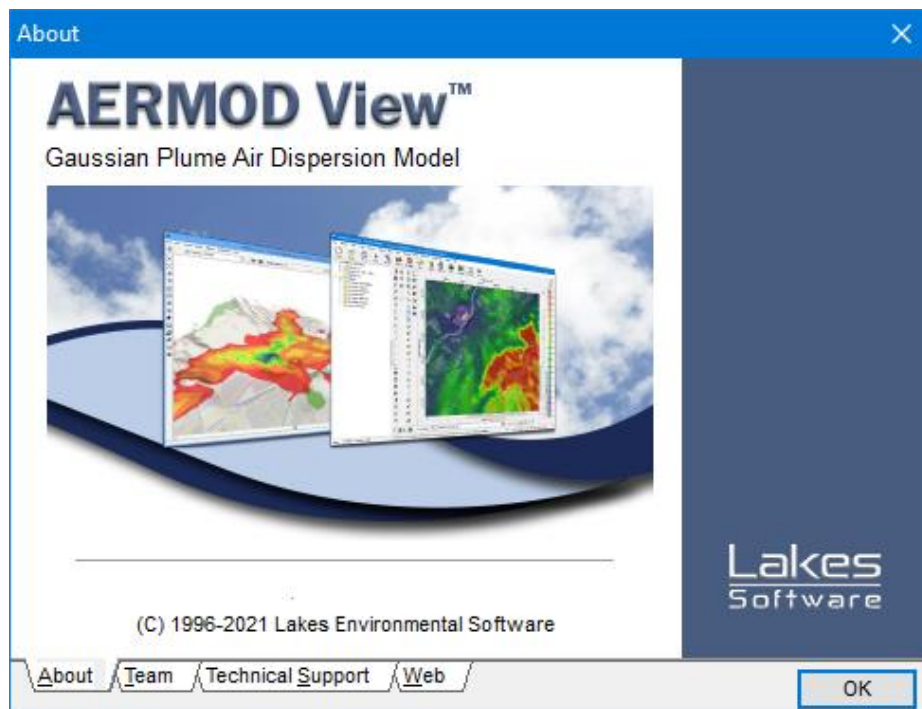 About
AERMOD View™
Gaussian Plume Air Dispersion Model
Lakes
Software
(C) 1996-2021 Lakes Environmental Software
About
Team
Technical Support
Web
OK